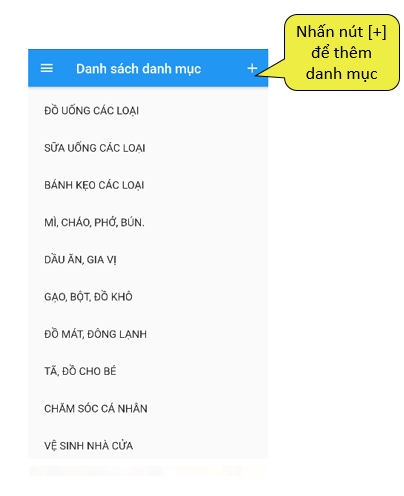 Nhấn nút [+]
để thêm
danh mục
Danh sách danh mục
ĐỒ UỐNG CÁC LOẠI
SỮA UỐNG CÁC LOẠI
BÁNH KẸO CÁC LOẠI
MÌ, CHÁO, PHỞ, BÚN.
DẦU ĂN, GIA VỊ
GẠO, BỘT, ĐỒ KHÔ
ĐỒ MÁT, ĐÔNG LẠNH
TÃ, ĐỒ CHO BÉ
CHĂM SÓC CÁ NHÂN
VỆ SINH NHÀ CỬA